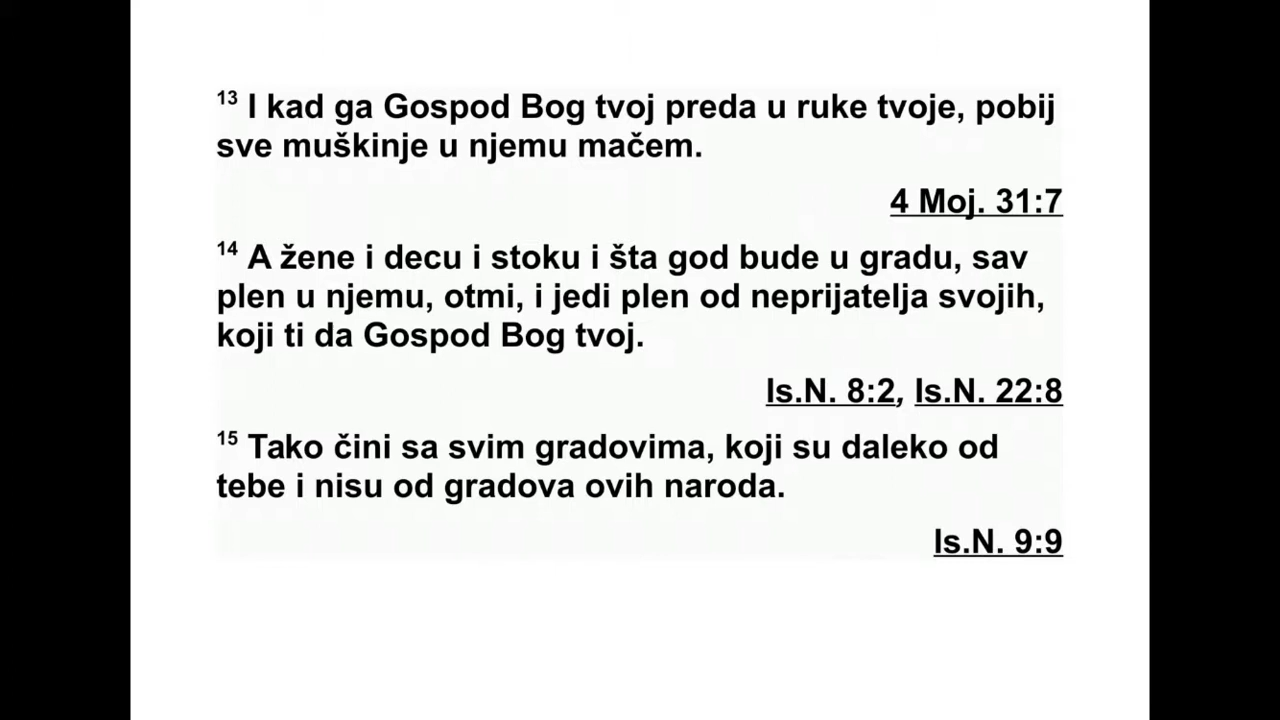 13 I kad ga Gospod Bog tvoj preda u ruke tvoje, pobij
sve muškinje u njemu mačem.
4 Moj. 31:7
14 A žene i decu i stoku i šta god bude u gradu, sav
plen u njemu, otmi, i jedi plen od neprijatelja svojih,
koji ti da Gospod Bog tvoj.
Is.N. 8:2, Is.N. 22:8
15 Tako čini sa svim gradovima, koji su daleko od
tebe i nisu od gradova ovih naroda.
Is.N. 9:9